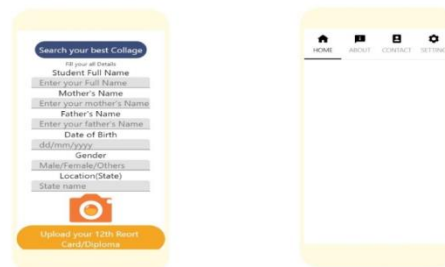 Search your best Collage
Fill your all Details
Student Full Name
Enter your Full Name
Mother's Name
Enter your mother's Name
Father's Name
Enter your father's Name
Date of Birth
dd/mm/yyyy
Gender
Male/Female/Others
Location(State)
State name
Upload your 12th Reort
Card/Diploma
HOME ABOUT CONTACT SETTING